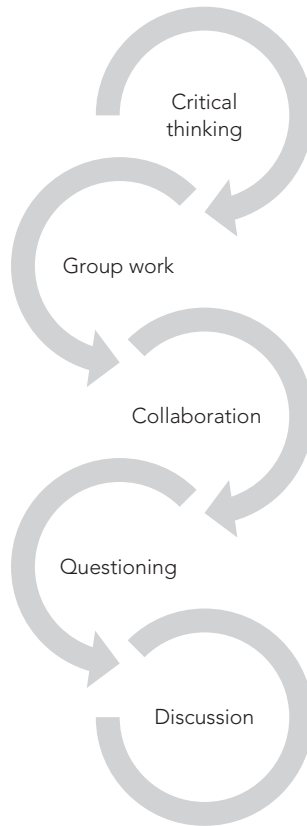 Critical
thinking
Group work
Collaboration
Questioning
Discussion